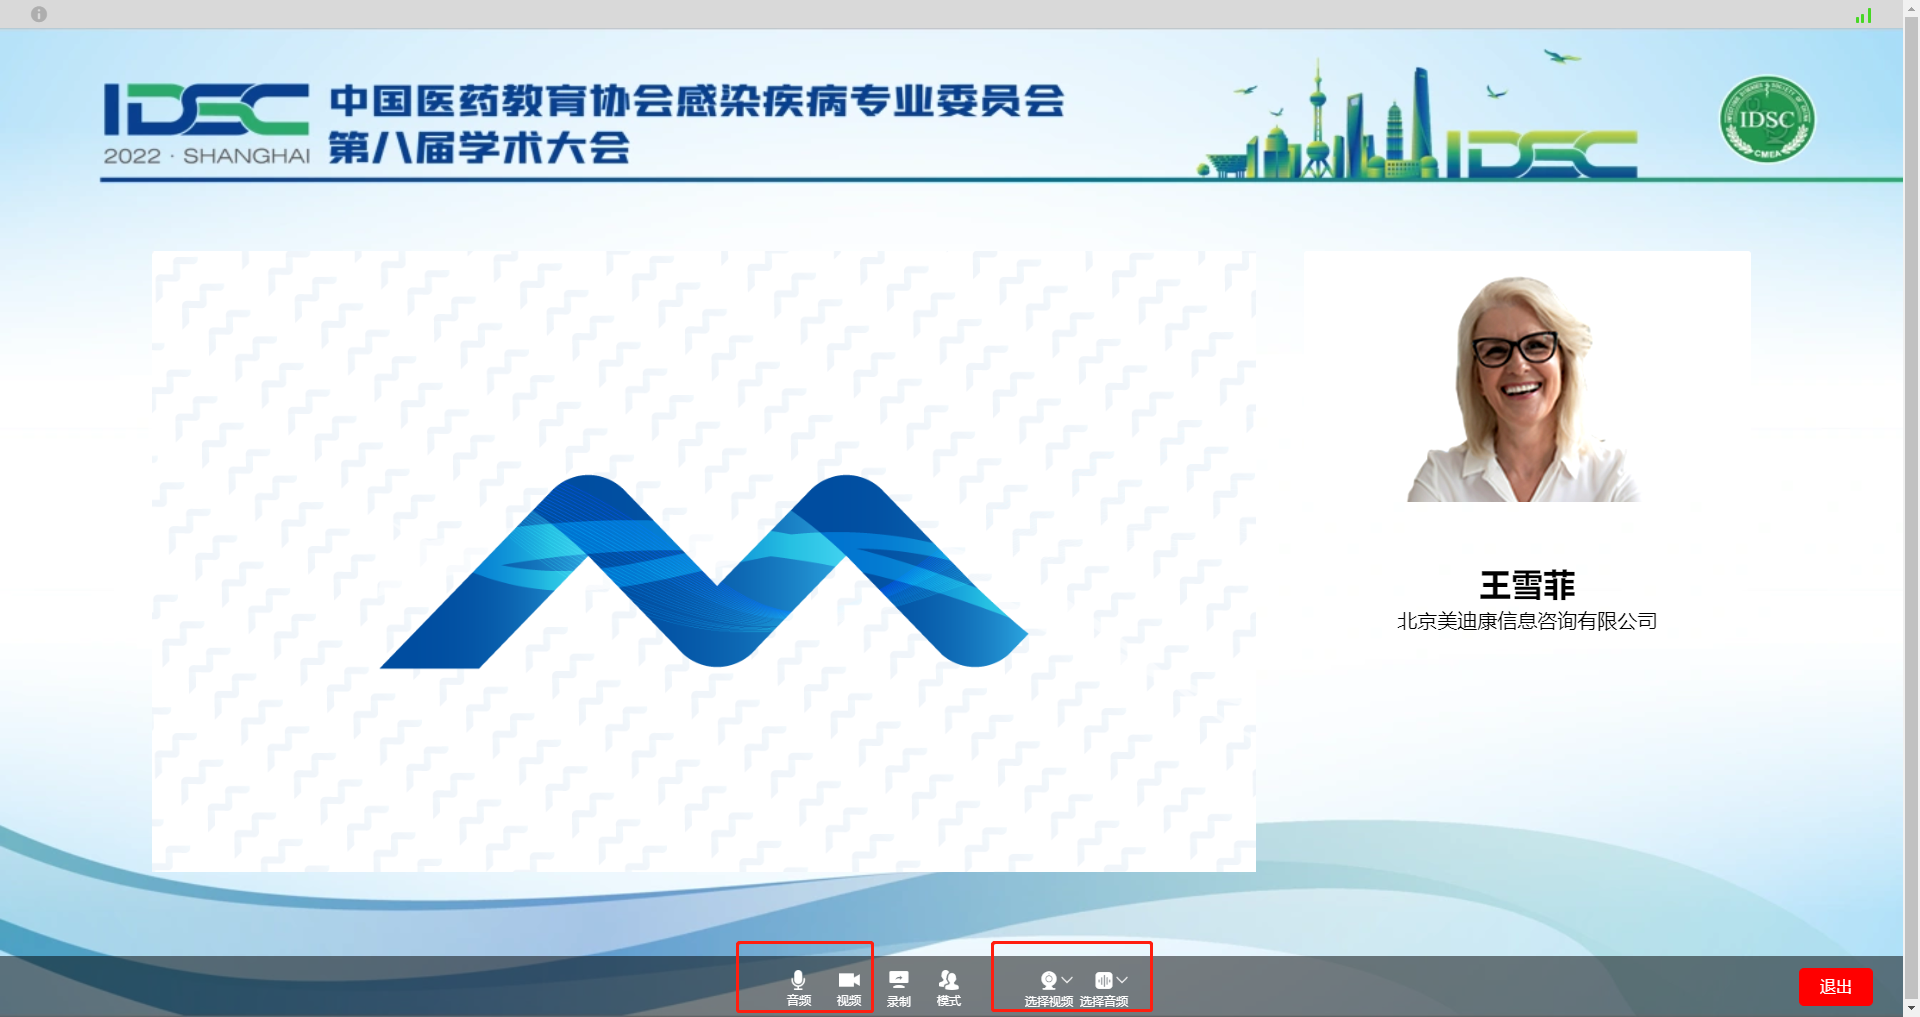 IDSC
2022 · SHANGHAI
中国医药教育协会感染疾病专业委员会
第八届学术大会
IDSC
IDSC
CMEA
王雪菲
北京美迪康信息咨询有限公司
音频
视频
录制
模式
选择视频
选择音频
退出